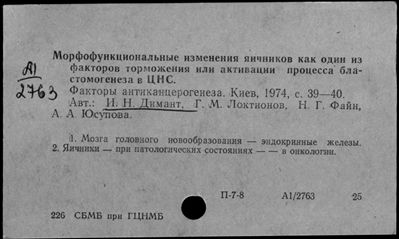 Морфофункциональные изменения яичников как один из
факторов торможения или активации процесса бла-
стомогенеза в ЦНС.
А1
2763
Факторы антиканцерогенеза. Киев, 1974, с. 39—40.
Авт.: И. Н. Димант, Г. М. Локтионов, Н. Г. Файн,
А. А. Юсупова.
1. Мозга головного новообразования — эндокринные железы.
2. Яичники — при патологических состояниях — — в онкологии.
П-7-8 А1/2763 25
226 СБМБ при ГЦНМБ